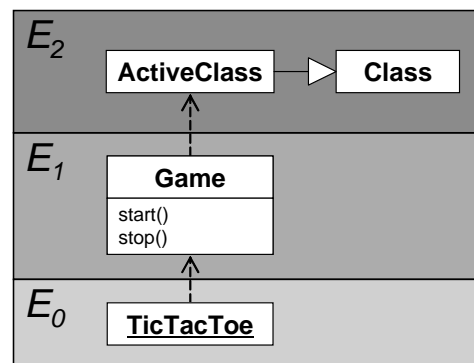 E2
ActiveClass
Class
E1
Game
start()
stop()
E0
TicTacToe